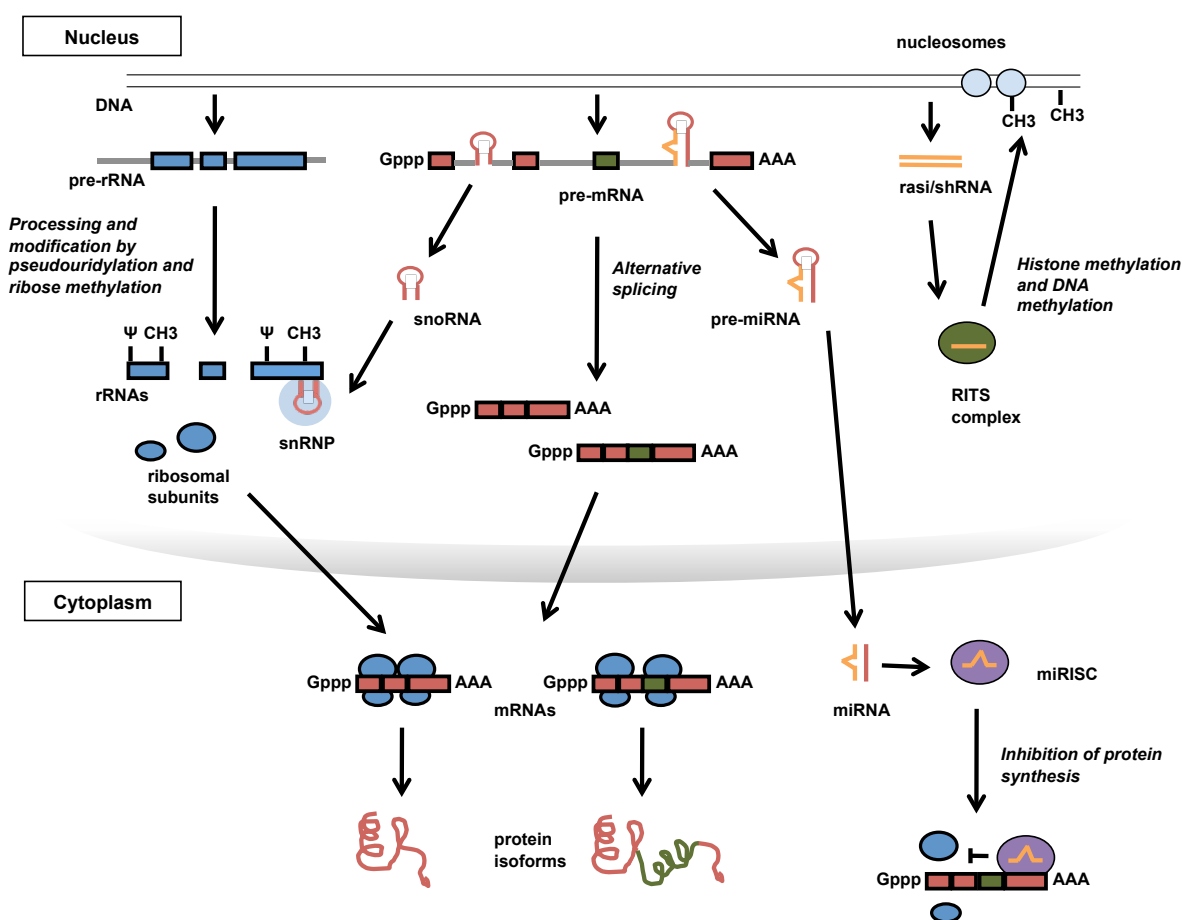 Nucleus
nucleosomes
DNA
CH3
CH3
pre-rRNA
Gppp
AAA
pre-mRNA
rasi/shRNA
Processing and
modification by
pseudouridylation and
ribose methylation
Alternative
splicing
Histone methylation
and DNA
methylation
snoRNA
pre-miRNA
Ψ CH3
Ψ CH3
rRNAs
snRNP
RITS
complex
Gppp
AAA
Gppp
AAA
ribosomal
subunits
Cytoplasm
Gppp
AAA
mRNAs
Gppp
AAA
miRNA
miRISC
Inhibition of protein
synthesis
protein
isoforms
Gppp
AAA